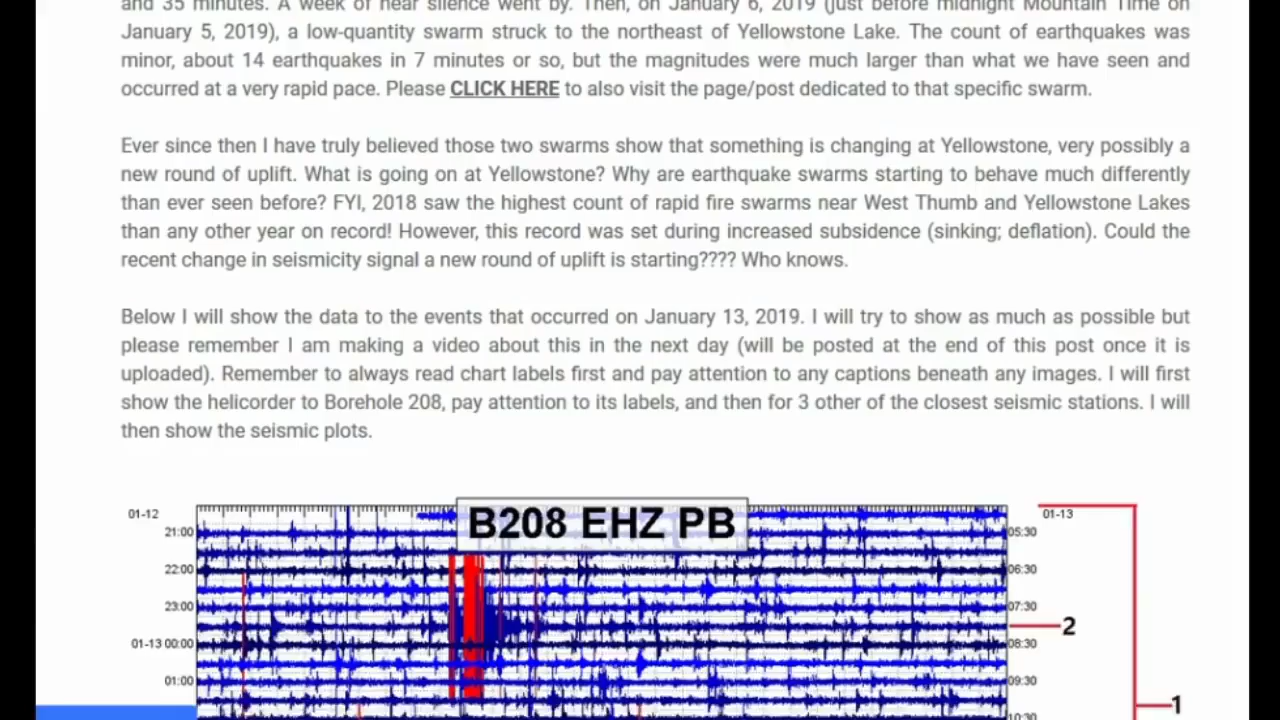 and 35 minutes. A week of near silence went by. Then, on January 6, 2019 (just before midnight Mountain Time on
January 5, 2019), a low-quantity swarm struck to the northeast of Yellowstone Lake. The count of earthquakes was
minor, about 14 earthquakes in 7 minutes or so, but the magnitudes were much larger than what we have seen and
occurred at a very rapid pace. Please CLICK HERE to also visit the page/post dedicated to that specific swarm.
Ever since then I have truly believed those two swarms show that something is changing at Yellowstone, very possibly a
new round of uplift. What is going on at Yellowstone? Why are earthquake swarms starting to behave much differently
than ever seen before? FYI, 2018 saw the highest count of rapid fire swarms near West Thumb and Yellowstone Lakes
than any other year on record! However, this record was set during increased subsidence (sinking; deflation). Could the
recent change in seismicity signal a new round of uplift is starting???? Who knows.
Below I will show the data to the events that occurred on January 13, 2019. I will try to show as much as possible but
please remember I am making a video about this in the next day (will be posted at the end of this post once it is
uploaded). Remember to always read chart labels first and pay attention to any captions beneath any images. I will first
show the helicorder to Borehole 208, pay attention to its labels, and then for 3 other of the closest seismic stations. I will
then show the seismic plots.
01-12
B208 EHZ PB
01-13
21:00
05:30
22:00
06:30
23:00
07:30
2
01-13 00:00
08:30
01:00
09:30
1
10:30